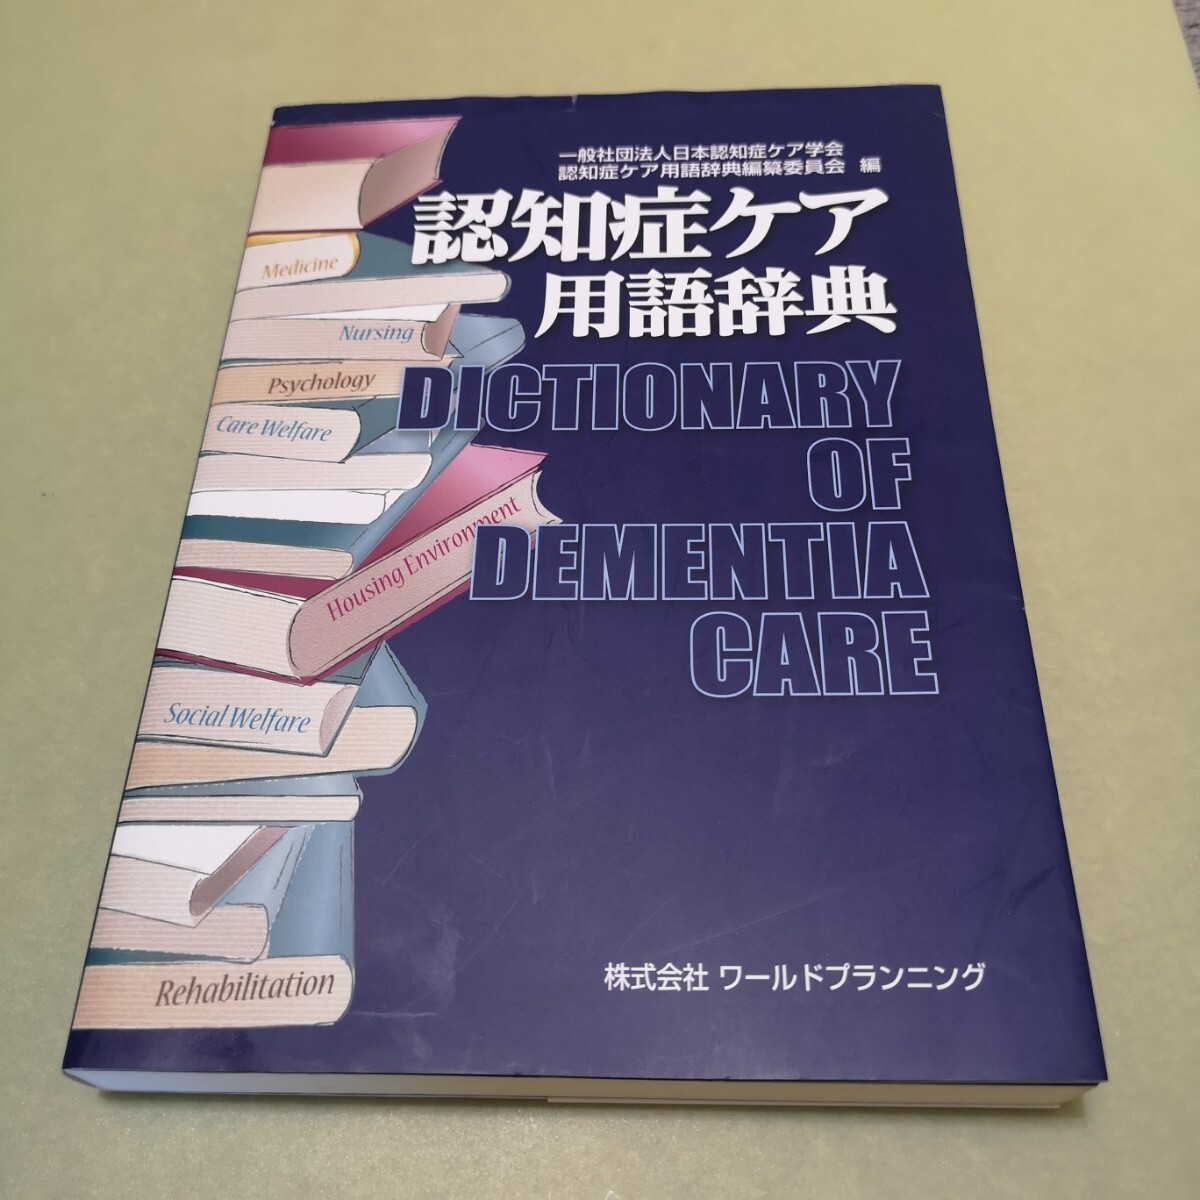 一般社団法人日本認知症ケア学会
認知症ケア用語辞典編纂委員会 編
認知症ケア
用語辞典
DICTIONARY
OF
DEMENTIA
CARE
Medicine
Nursing
Psychology
Care Welfare
Housing Environment
Social Welfare
Rehabilitation
株式会社 ワールドプランニング